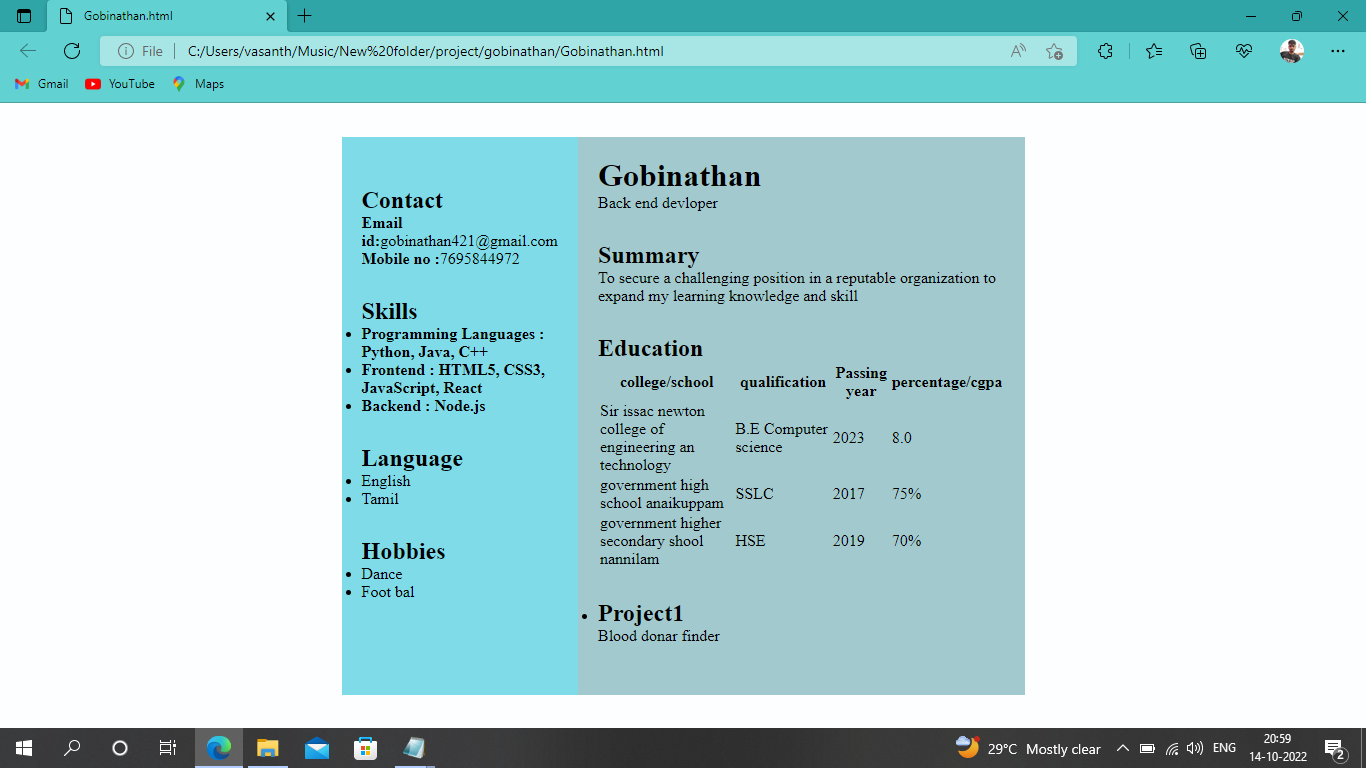 Gobinathan.html
File
C:/Users/vasanth/Music/New%20folder/project/gobinathan/Gobinathan.html
Gmail
YouTube
Maps
Contact
Email
id:gobinathan421@gmail.com
Mobile no :7695844972
Skills
Programming Languages :
Python, Java, C++
Frontend : HTML5, CSS3,
JavaScript, React
Backend : Node.js
Language
English
Tamil
Hobbies
Dance
Foot bal
Gobinathan
Back end devloper
Summary
To secure a challenging position in a reputable organization to
expand my learning knowledge and skill
Education
college/school qualification Passing year percentage/cgpa
Sir issac newton
college of
engineering an
technology
B.E Computer
science
2023
8.0
government high
school anaikuppam
SSLC
2017
75%
government higher
secondary shool
nannilam
HSE
2019
70%
Project1
Blood donar finder
29°C Mostly clear
ENG
20:59
14-10-2022
2